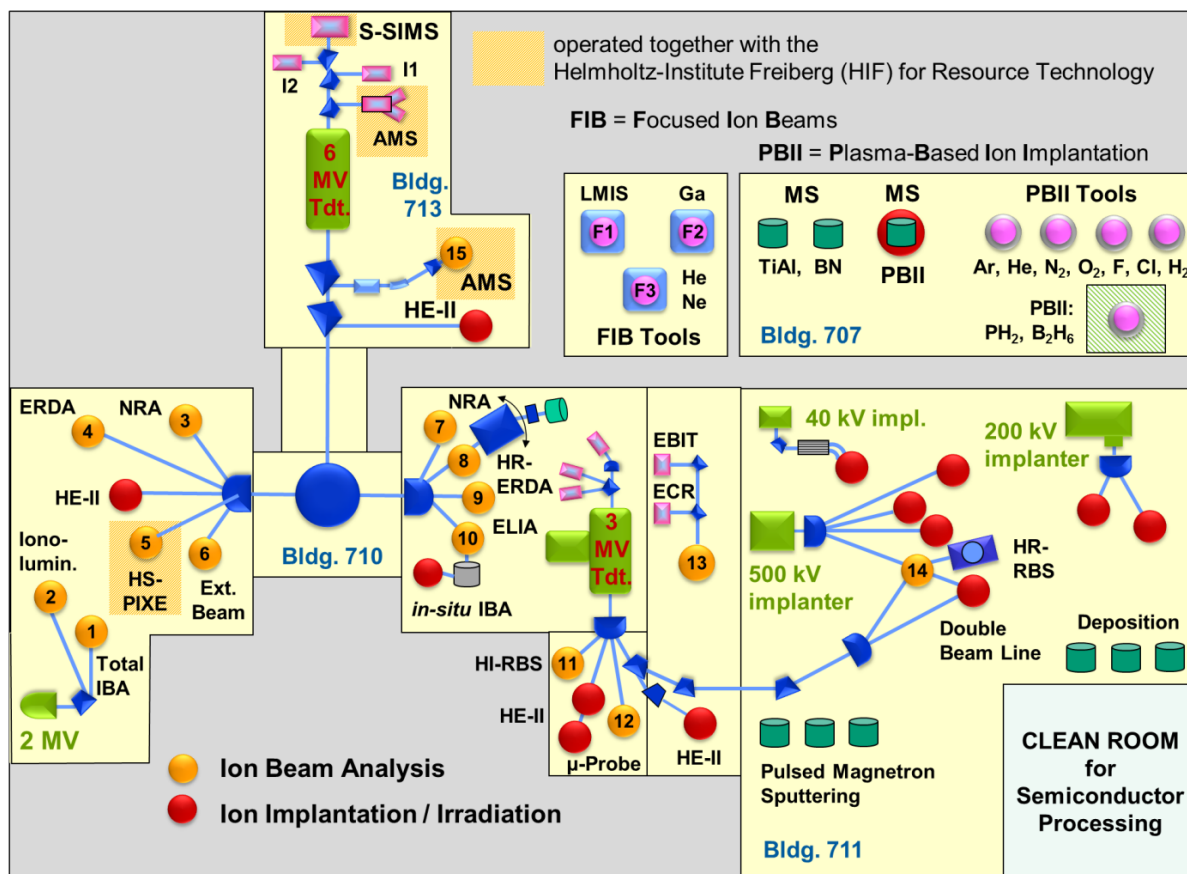 S-SIMS
I2
I1
AMS
6
MV
Tdt.
Bldg.
713
15
AMS
HE-II
operated together with the
Helmholtz-Institute Freiberg (HIF) for Resource Technology
FIB = Focused Ion Beams
PBII = Plasma-Based Ion Implantation
LMIS
Ga
F1
F2
F3
He
Ne
FIB Tools
MS
TiAl, BN
MS
PBII
PBII Tools
Ar, He, N₂, O₂, F, Cl, H₂
PBII:
PH₂, B₂H₆
Bldg. 707
ERDA
NRA
4
3
HE-II
5
6
HS-
PIXE
Ext.
Beam
Iono-
lumin.
2
1
Total
IBA
2 MV
Bldg. 710
NRA
7
8
HR-
ERDA
9
ELIA
10
in-situ IBA
3
MV
Tdt.
EBIT
ECR
13
HI-RBS
11
HE-II
12
µ-Probe
HE-II
40 kV impl.
200 kV
implanter
500 kV
implanter
14
HR-
RBS
Double
Beam Line
Deposition
Pulsed Magnetron
Sputtering
Bldg. 711
CLEAN ROOM
for
Semiconductor
Processing
Ion Beam Analysis
Ion Implantation / Irradiation